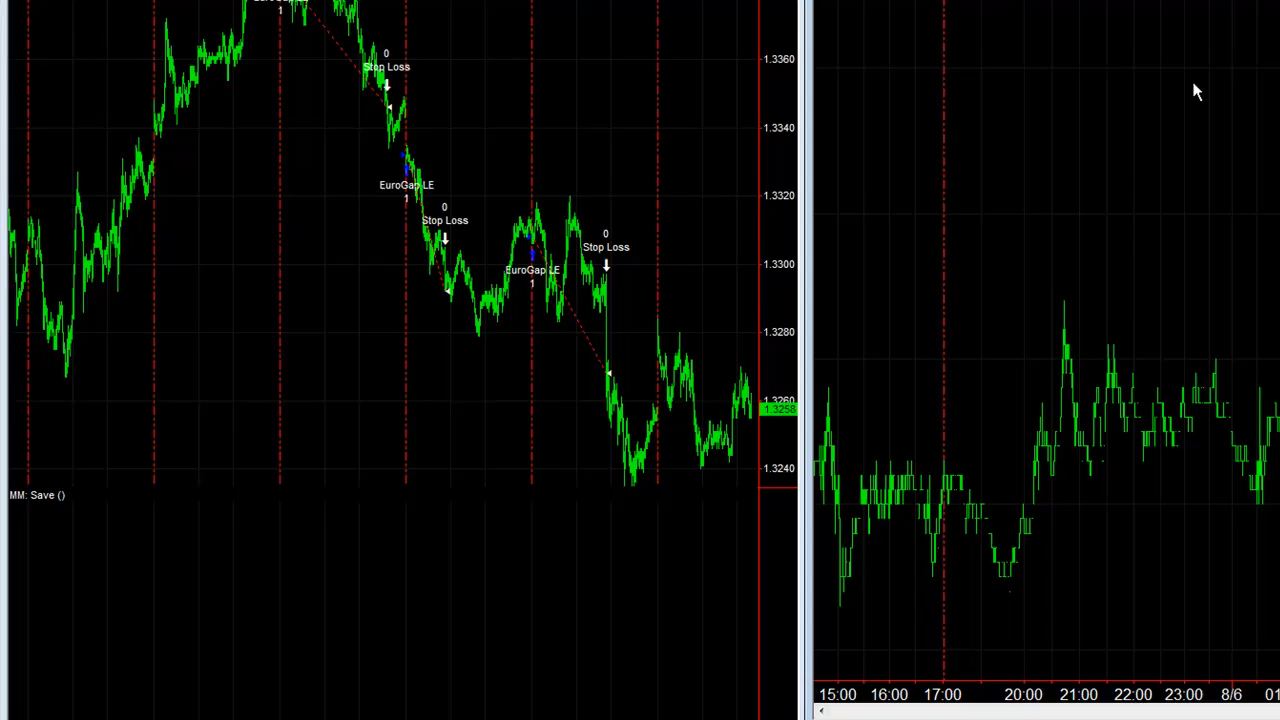 1
0
Stop Loss
EuroGap LE
1
0
Stop Loss
0
Stop Loss
EuroGap LE
1
1.3360
1.3340
1.3320
1.3300
1.3280
1.3260
1.3258
1.3240
MM: Save ()
15:00 16:00 17:00 20:00 21:00 22:00 23:00 8/6